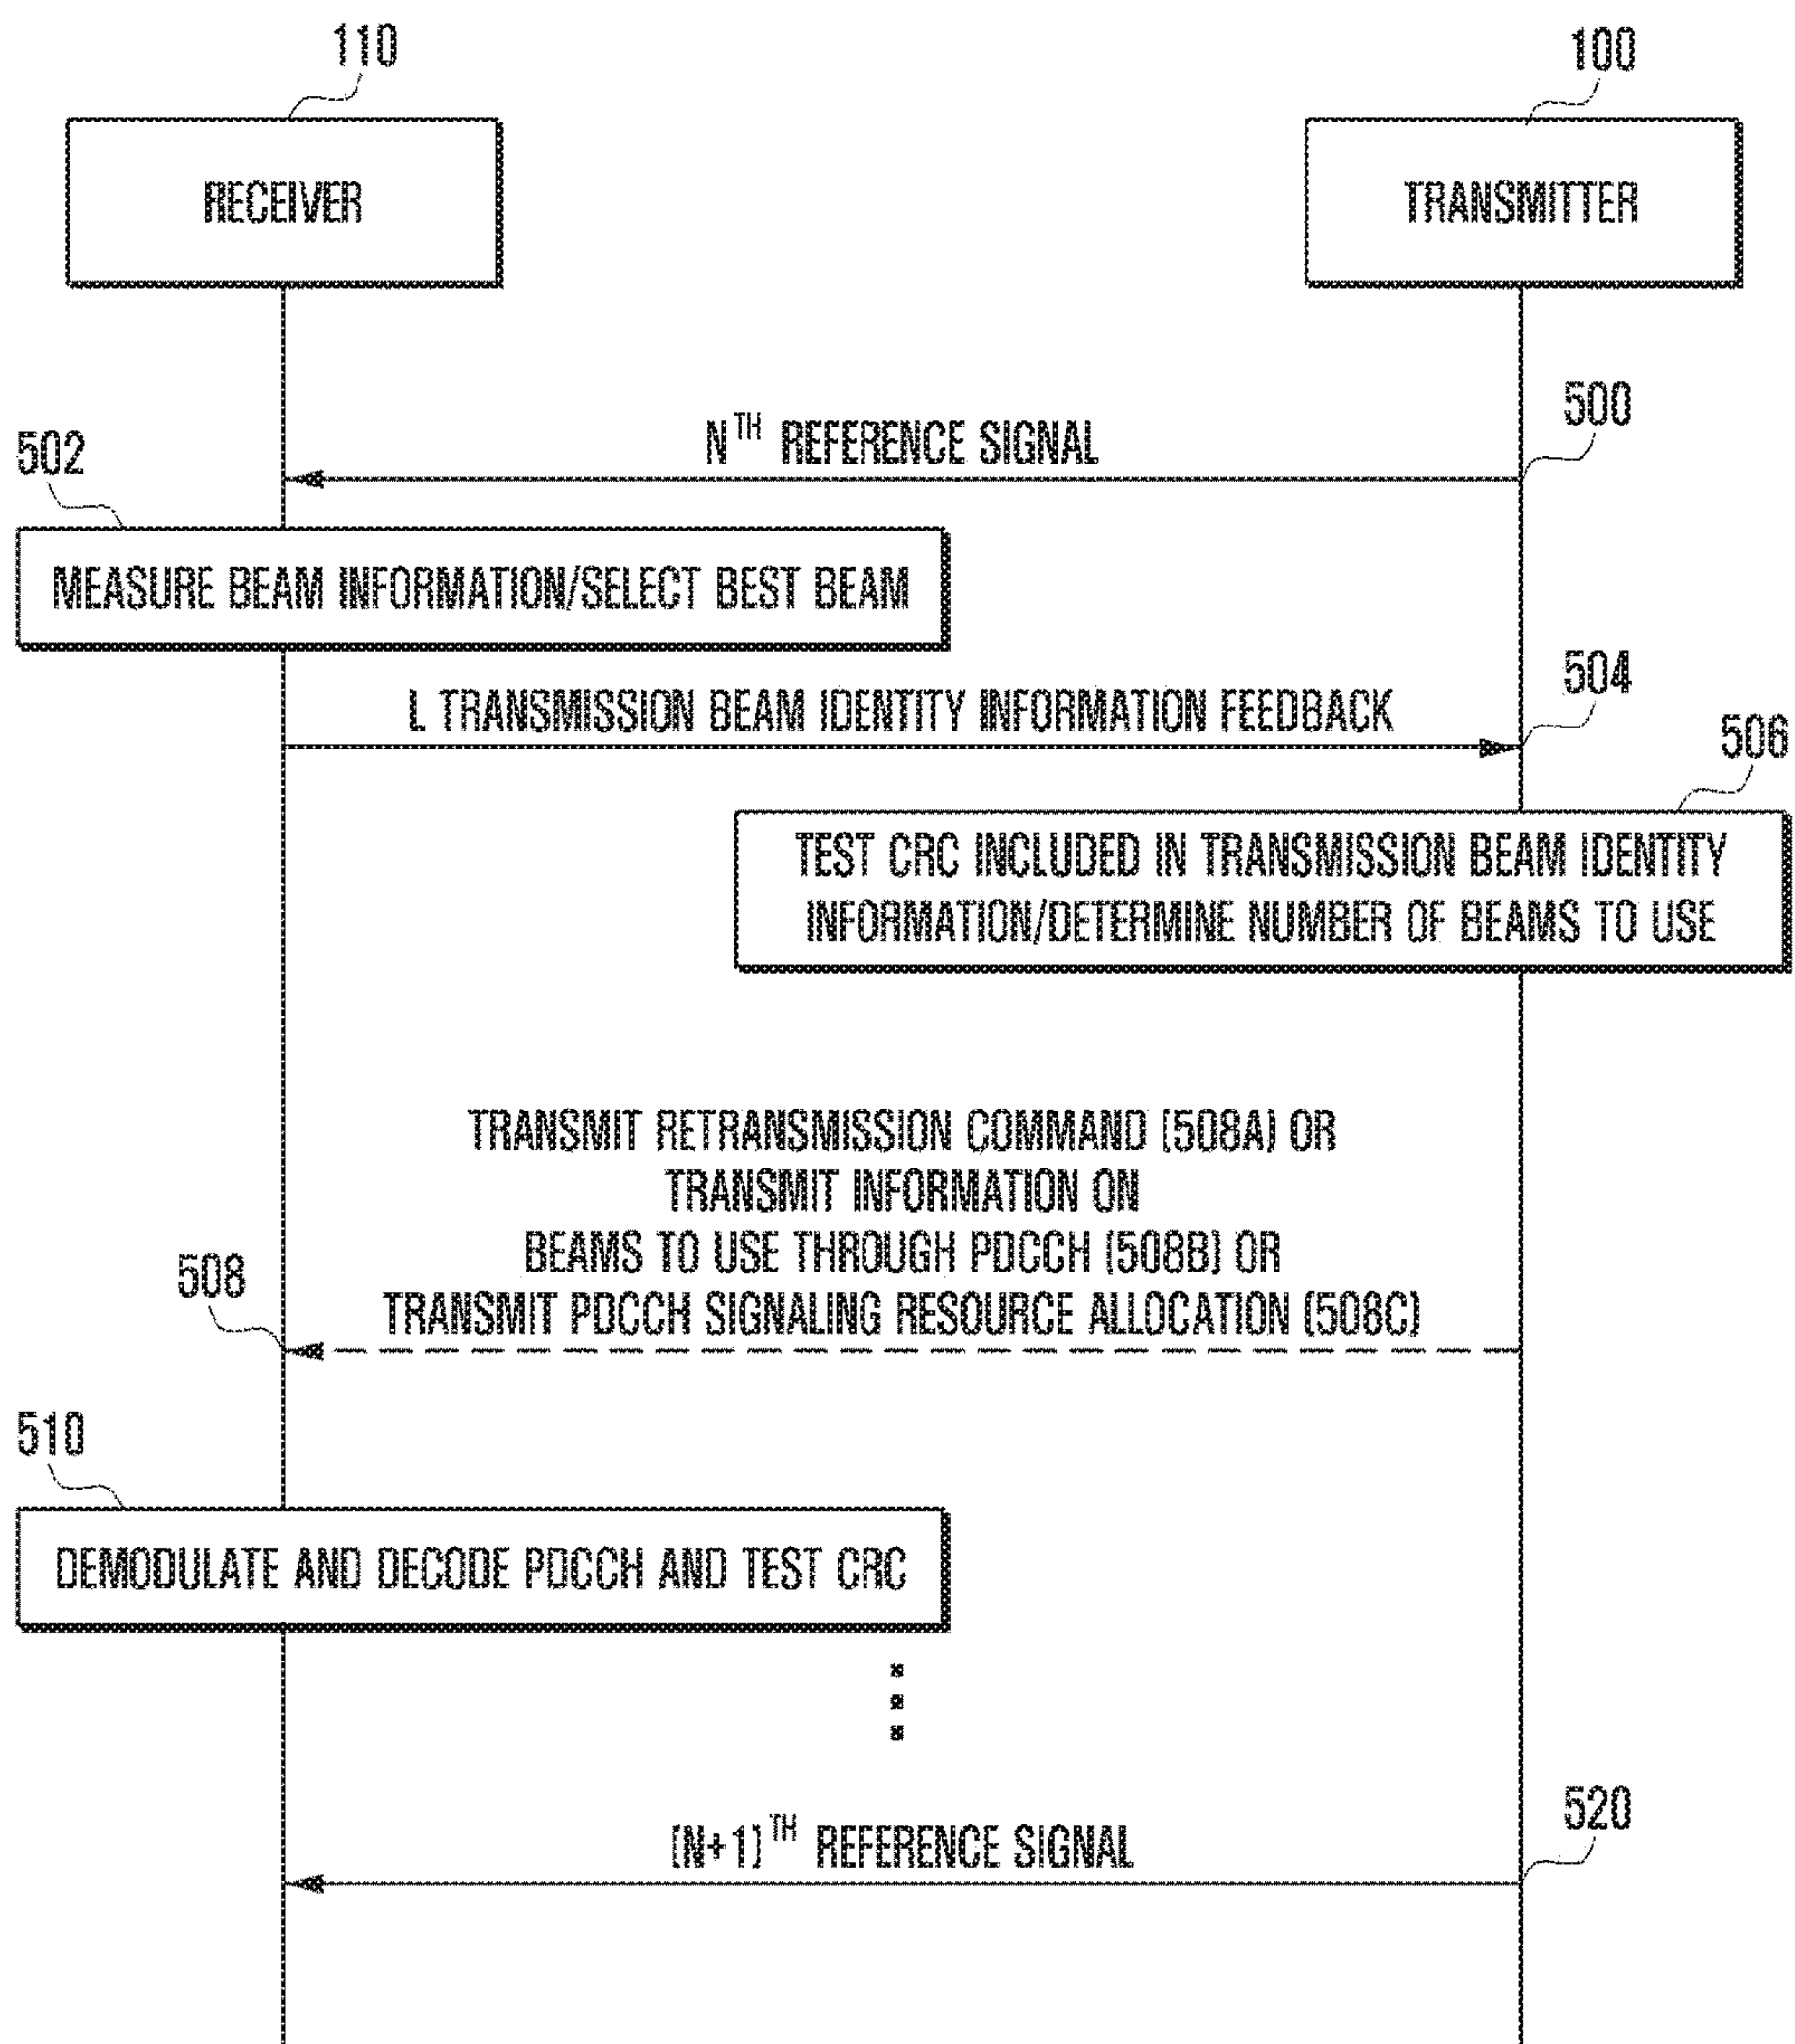 110
100
RECEIVER
TRANSMITTER
500
NTH REFERENCE SIGNAL
502
MEASURE BEAM INFORMATION/SELECT BEST BEAM
504
L TRANSMISSION BEAM IDENTITY INFORMATION FEEDBACK
506
TEST CRC INCLUDED IN TRANSMISSION BEAM IDENTITY
INFORMATION/DETERMINE NUMBER OF BEAMS TO USE
TRANSMIT RETRANSMISSION COMMAND (508A) OR
TRANSMIT INFORMATION ON
BEAMS TO USE THROUGH PDCCH (508B) OR
508
TRANSMIT PDCCH SIGNALING RESOURCE ALLOCATION (508C)
510
DEMODULATE AND DECODE PDCCH AND TEST CRC
520
(N+1)TH REFERENCE SIGNAL